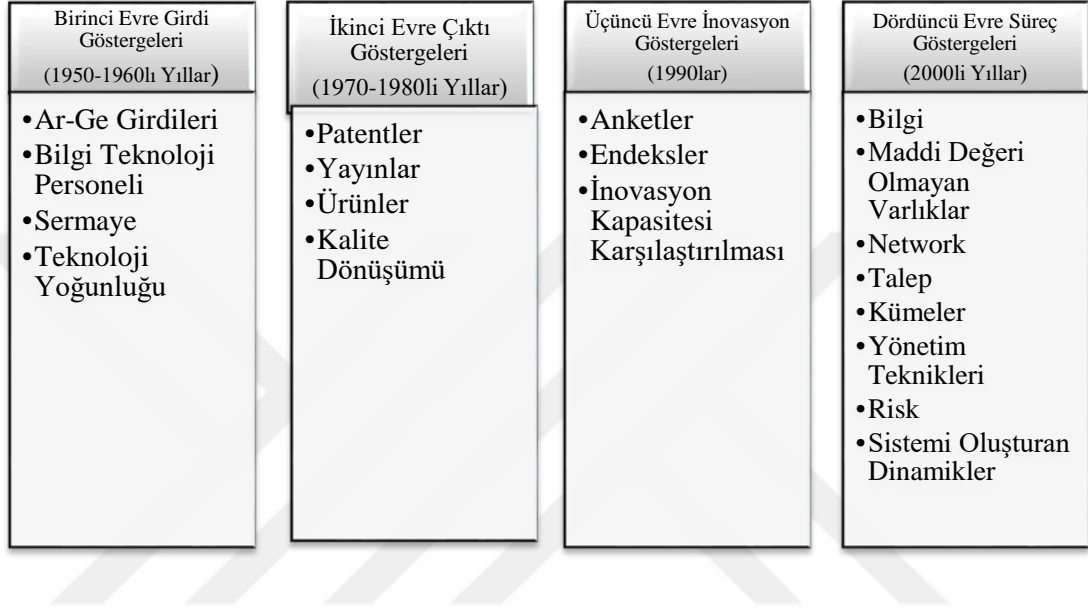 Birinci Evre Girdi
Göstergeleri
(1950-1960lı Yıllar)
•Ar-Ge Girdileri
•Bilgi Teknoloji
Personeli
•Sermaye
•Teknoloji
Yoğunluğu
İkinci Evre Çıktı
Göstergeleri
(1970-1980li Yıllar)
•Patentler
•Yayınlar
•Ürünler
•Kalite
Dönüşümü
Üçüncü Evre İnovasyon
Göstergeleri
(1990lar)
•Anketler
•Endeksler
•İnovasyon
Kapasitesi
Karşılaştırılması
Dördüncü Evre Süreç
Göstergeleri
(2000li Yıllar)
•Bilgi
•Maddi Değeri
Olmayan
Varlıklar
•Network
•Talep
•Kümeler
•Yönetim
Teknikleri
•Risk
•Sistemi Oluşturan
Dinamikler